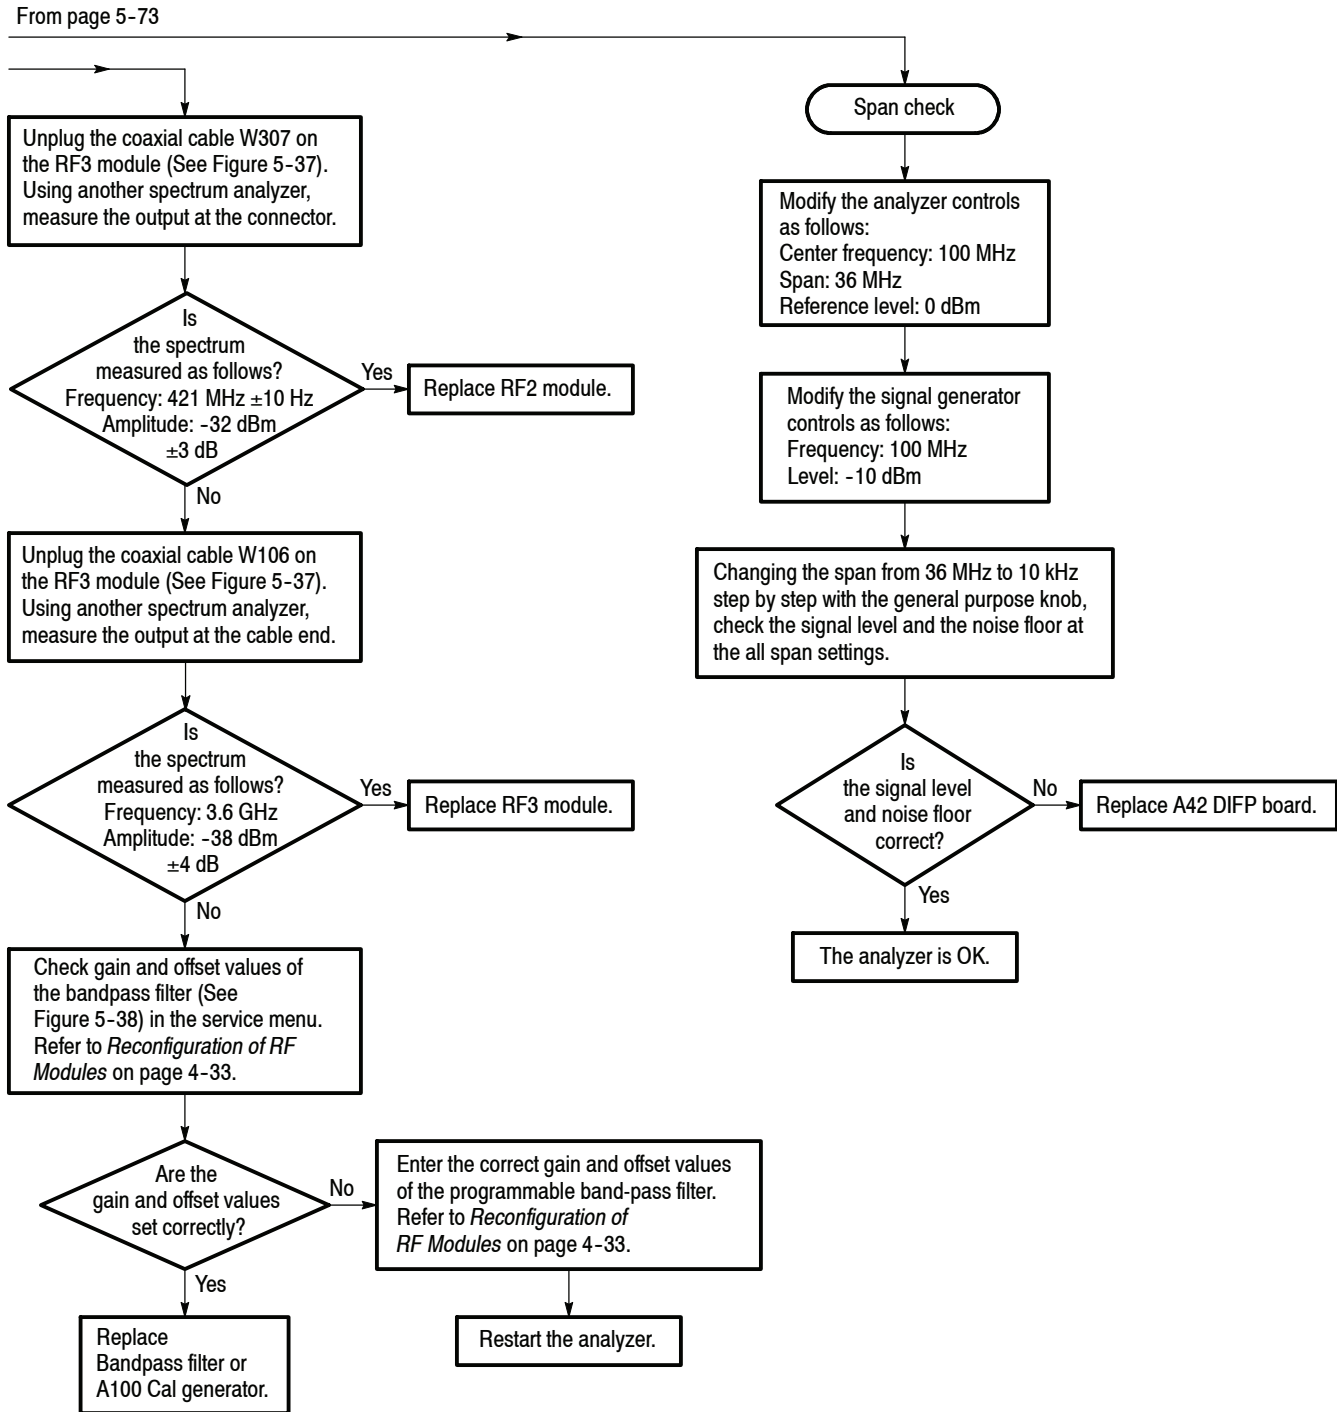 From page 5-73
Unplug the coaxial cable W307 on
the RF3 module (See Figure 5-37).
Using another spectrum analyzer,
measure the output at the connector.
Is
the spectrum
measured as follows?
Frequency: 421 MHz ±10 Hz
Amplitude: -32 dBm
±3 dB
Yes
Replace RF2 module.
No
Unplug the coaxial cable W106 on
the RF3 module (See Figure 5-37).
Using another spectrum analyzer,
measure the output at the cable end.
Is
the spectrum
measured as follows?
Frequency: 3.6 GHz
Amplitude: -38 dBm
±4 dB
Yes
Replace RF3 module.
No
Check gain and offset values of
the bandpass filter (See
Figure 5-38) in the service menu.
Refer to Reconfiguration of RF
Modules on page 4-33.
Are the
gain and offset values
set correctly?
No
Enter the correct gain and offset values
of the programmable band-pass filter.
Refer to Reconfiguration of
RF Modules on page 4-33.
Restart the analyzer.
Yes
Replace
Bandpass filter or
A100 Cal generator.
Span check
Modify the analyzer controls
as follows:
Center frequency: 100 MHz
Span: 36 MHz
Reference level: 0 dBm
Modify the signal generator
controls as follows:
Frequency: 100 MHz
Level: -10 dBm
Changing the span from 36 MHz to 10 kHz
step by step with the general purpose knob,
check the signal level and the noise floor at
the all span settings.
Is
the signal level
and noise floor
correct?
No
Replace A42 DIFP board.
Yes
The analyzer is OK.